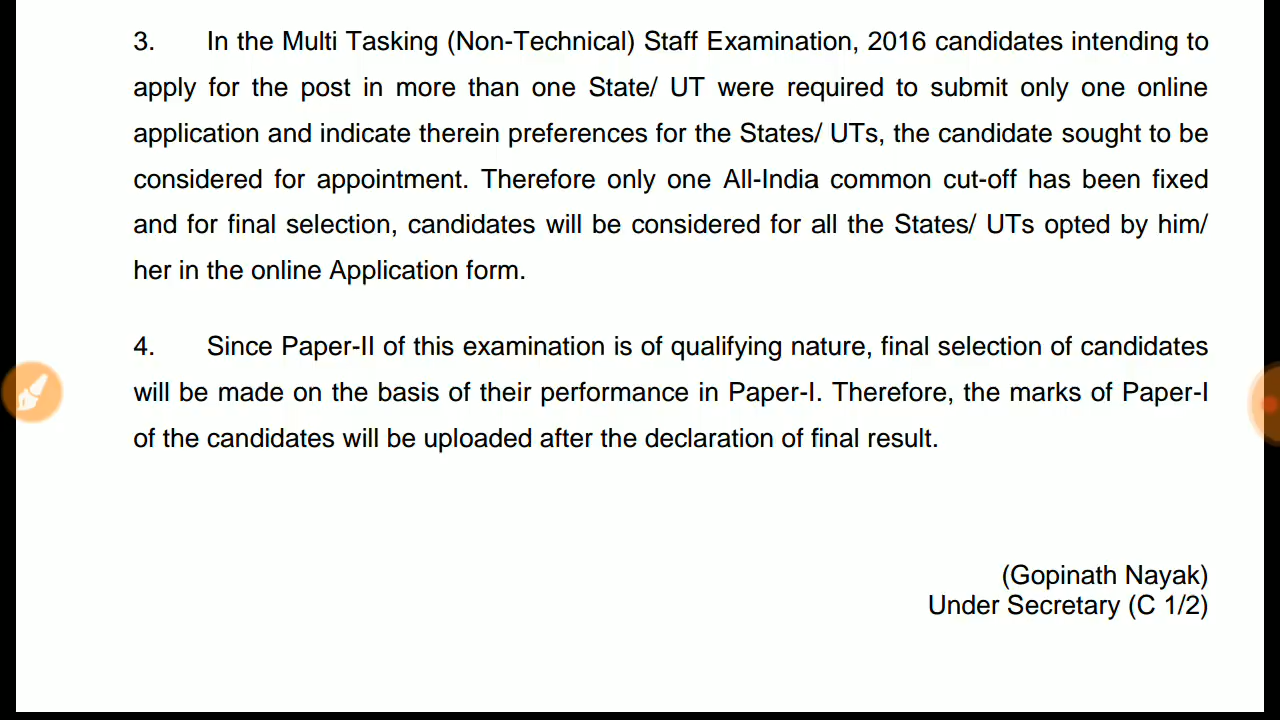 3. In the Multi Tasking (Non-Technical) Staff Examination, 2016 candidates intending to
apply for the post in more than one State/ UT were required to submit only one online
application and indicate therein preferences for the States/ UTs, the candidate sought to be
considered for appointment. Therefore only one All-India common cut-off has been fixed
and for final selection, candidates will be considered for all the States/ UTs opted by him/
her in the online Application form.
4. Since Paper-II of this examination is of qualifying nature, final selection of candidates
will be made on the basis of their performance in Paper-I. Therefore, the marks of Paper-I
of the candidates will be uploaded after the declaration of final result.
(Gopinath Nayak)
Under Secretary (C 1/2)